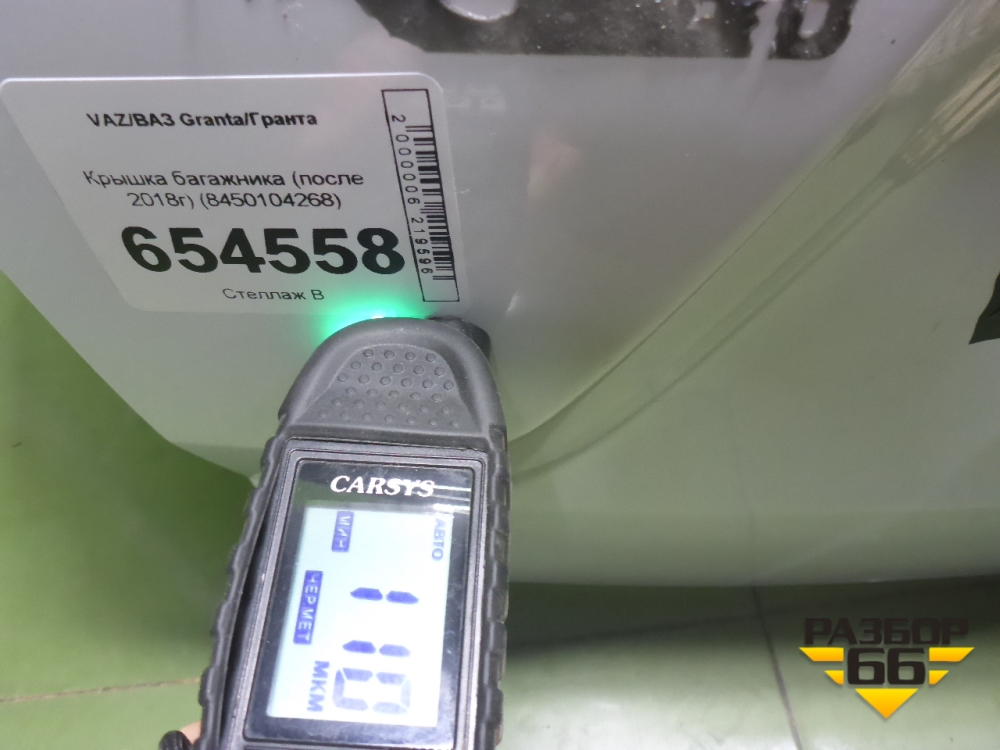 VAZ/ВАЗ Granta/Гранта
Крышка багажника (после
2018г) (8450104268)
654558
Стеллаж В
2 000006 219596
CARSYS
АВТО
МИН
110
ЧЕРМЕТ
МКМ
РАЗБОР
66